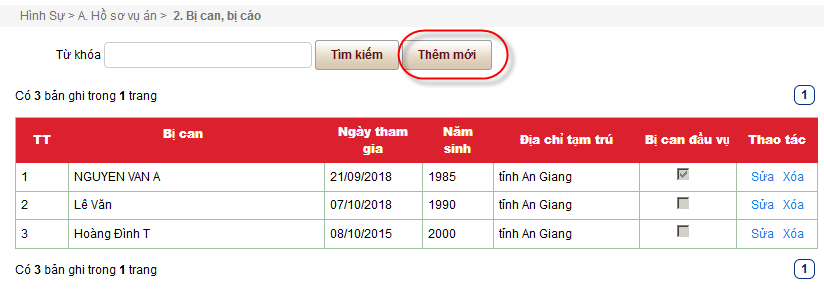 Hình Sự > A. Hồ sơ vụ án > 2. Bị can, bị cáo
Từ khóa Tìm kiếm Thêm mới
Có 3 bản ghi trong 1 trang 1
TT Bị can Ngày tham gia Năm sinh Địa chỉ tạm trú Bị can đầu vụ Thao tác
1 NGUYEN VAN A 21/09/2018 1985 tỉnh An Giang Sửa Xóa
2 Lê Văn 07/10/2018 1990 tỉnh An Giang Sửa Xóa
3 Hoàng Đình T 08/10/2015 2000 tỉnh An Giang Sửa Xóa
Có 3 bản ghi trong 1 trang 1